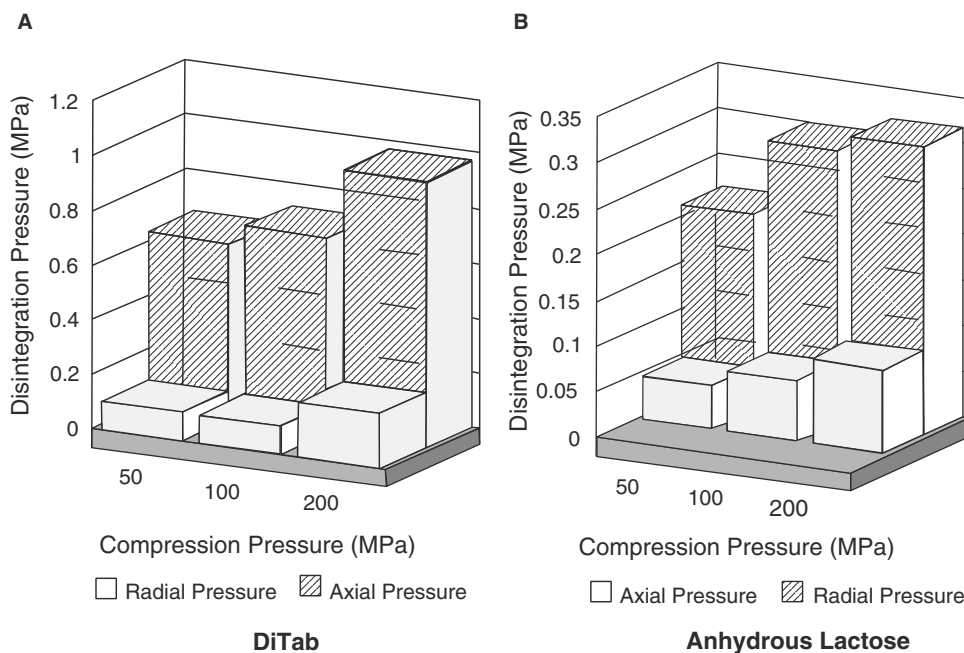 A
Disintegration Pressure (MPa)
1.2
1
0.8
0.6
0.4
0.2
0
50
100
200
Compression Pressure (MPa)
Radial Pressure
Axial Pressure
DiTab
B
Disintegration Pressure (MPa)
0.35
0.3
0.25
0.2
0.15
0.1
0.05
0
50
100
200
Compression Pressure (MPa)
Axial Pressure
Radial Pressure
Anhydrous Lactose